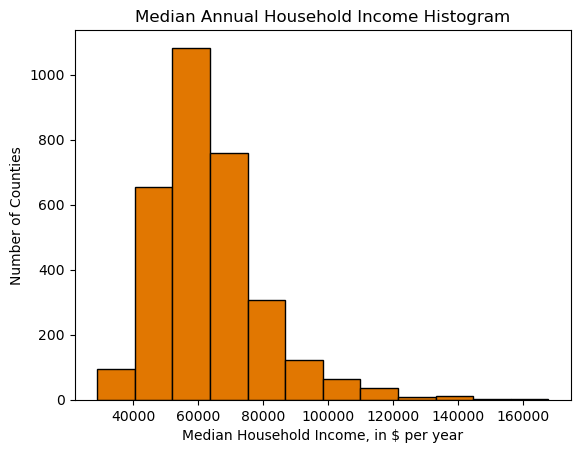 Median Annual Household Income Histogram
Number of Counties
1000
800
600
400
200
0
40000 60000 80000 100000 120000 140000 160000
Median Household Income, in $ per year